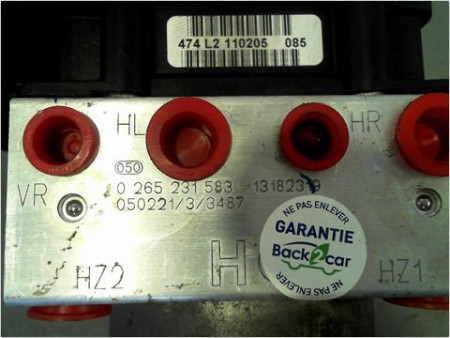 474 L2 110205 085
HL
HR
050
VR
0 265 231 583 -13182319
050221/3/3487
NE PAS ENLEVER
GARANTIE
Back2car
NE PAS ENLEVER
HZ2
H
HZ1